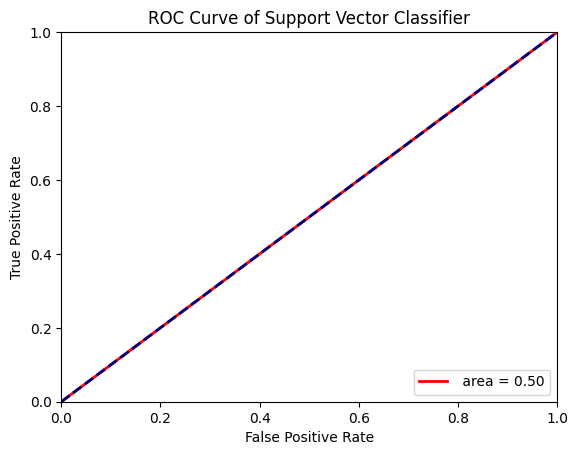 ROC Curve of Support Vector Classifier
True Positive Rate
1.0
0.8
0.6
0.4
0.2
0.0
0.0 0.2 0.4 0.6 0.8 1.0
False Positive Rate
area = 0.50